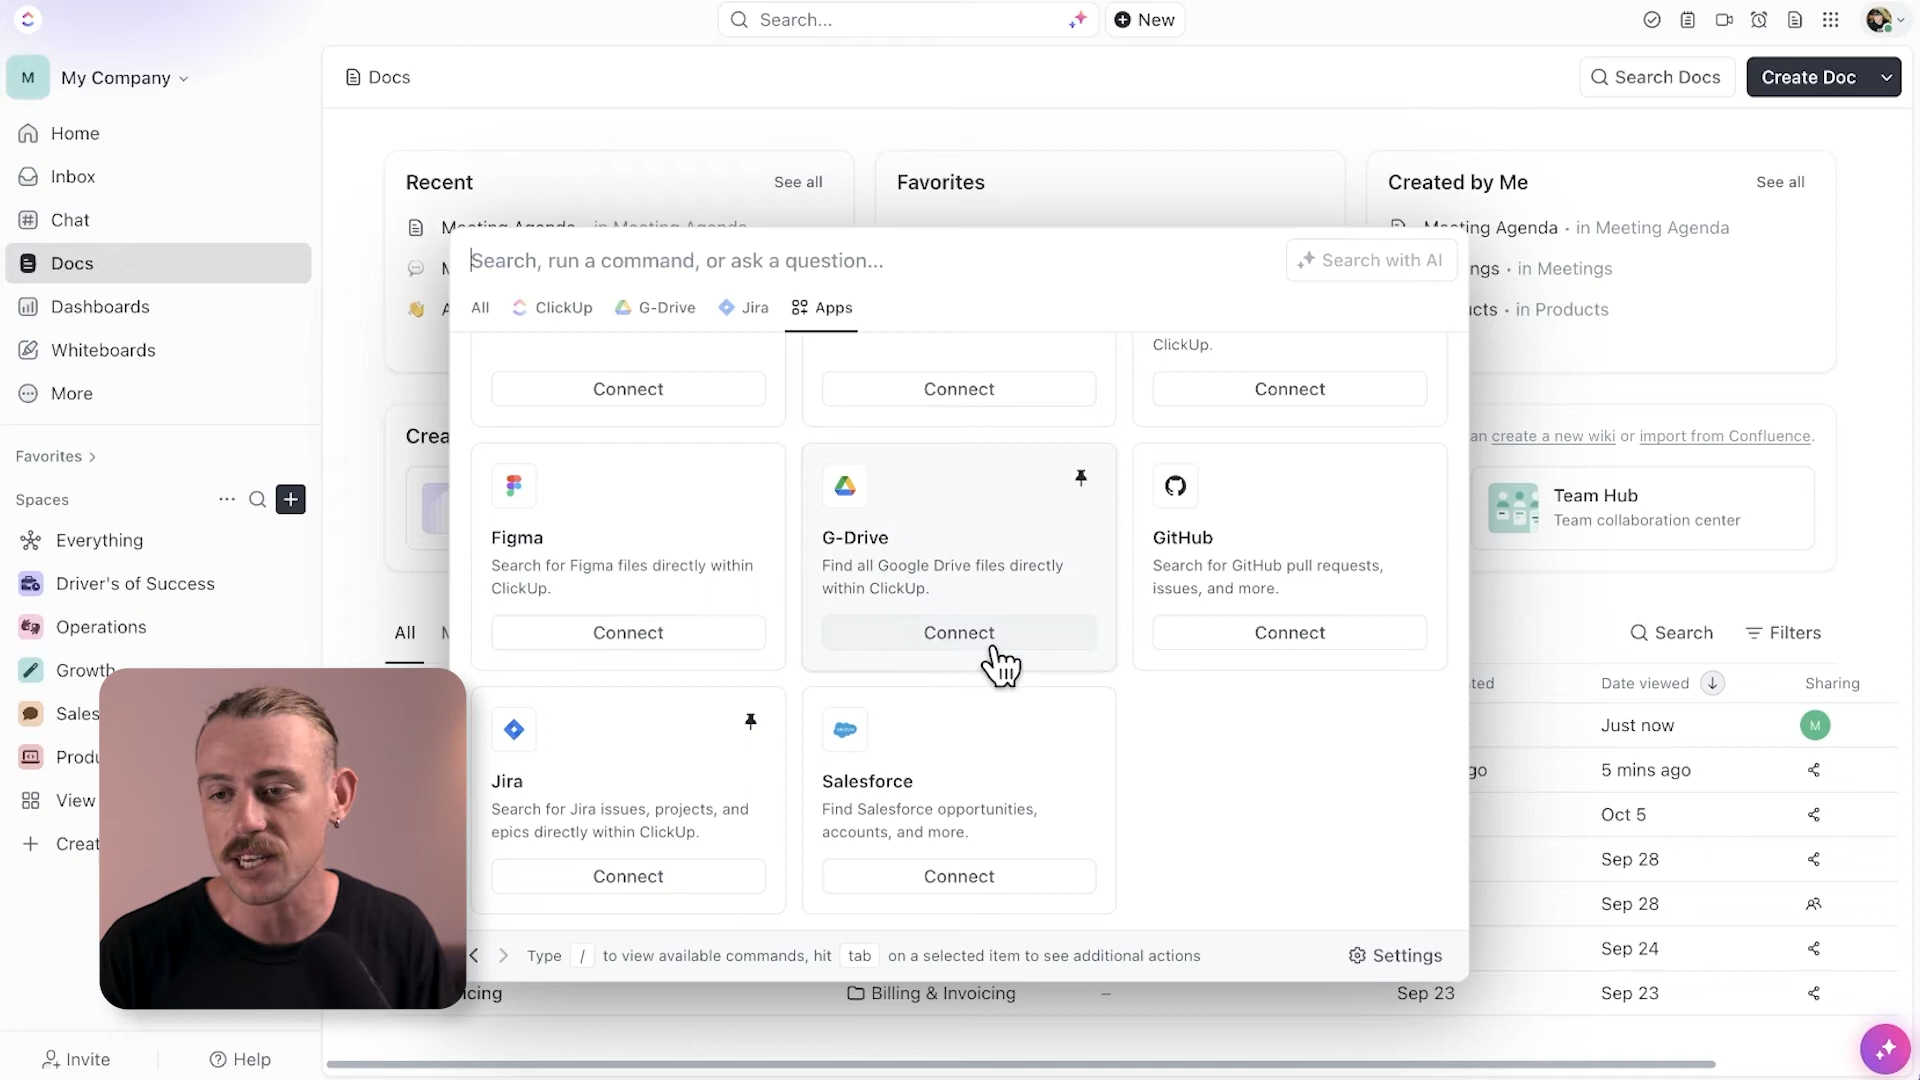 Search...
New
M
My Company
Docs
Search Docs
Create Doc
Home
Inbox
Chat
Docs
Dashboards
Whiteboards
More
Favorites
Spaces
Everything
Driver's of Success
Operations
Growth
Sales
Produ
View
Creat
Invite
Help
Recent
See all
Favorites
Created by Me
See all
Meeting Agenda · in Meeting Agenda
ting Agenda · in Meeting Agenda
ngs · in Meetings
cts · in Products
Crea
an create a new wiki or import from Confluence.
Team Hub
Team collaboration center
Search, run a command, or ask a question...
Search with AI
All
ClickUp
G-Drive
Jira
Apps
ClickUp.
Connect
Connect
Connect
Figma
Search for Figma files directly within
ClickUp.
Connect
G-Drive
Find all Google Drive files directly
within ClickUp.
Connect
GitHub
Search for GitHub pull requests,
issues, and more.
Connect
Jira
Search for Jira issues, projects, and
epics directly within ClickUp.
Connect
Salesforce
Find Salesforce opportunities,
accounts, and more.
Connect
Type / to view available commands, hit tab on a selected item to see additional actions
Settings
All
Search
Filters
ted
Date viewed
Sharing
Just now
M
go
5 mins ago
Oct 5
Sep 28
Sep 28
Sep 24
icing
Billing & Invoicing
–
Sep 23
Sep 23